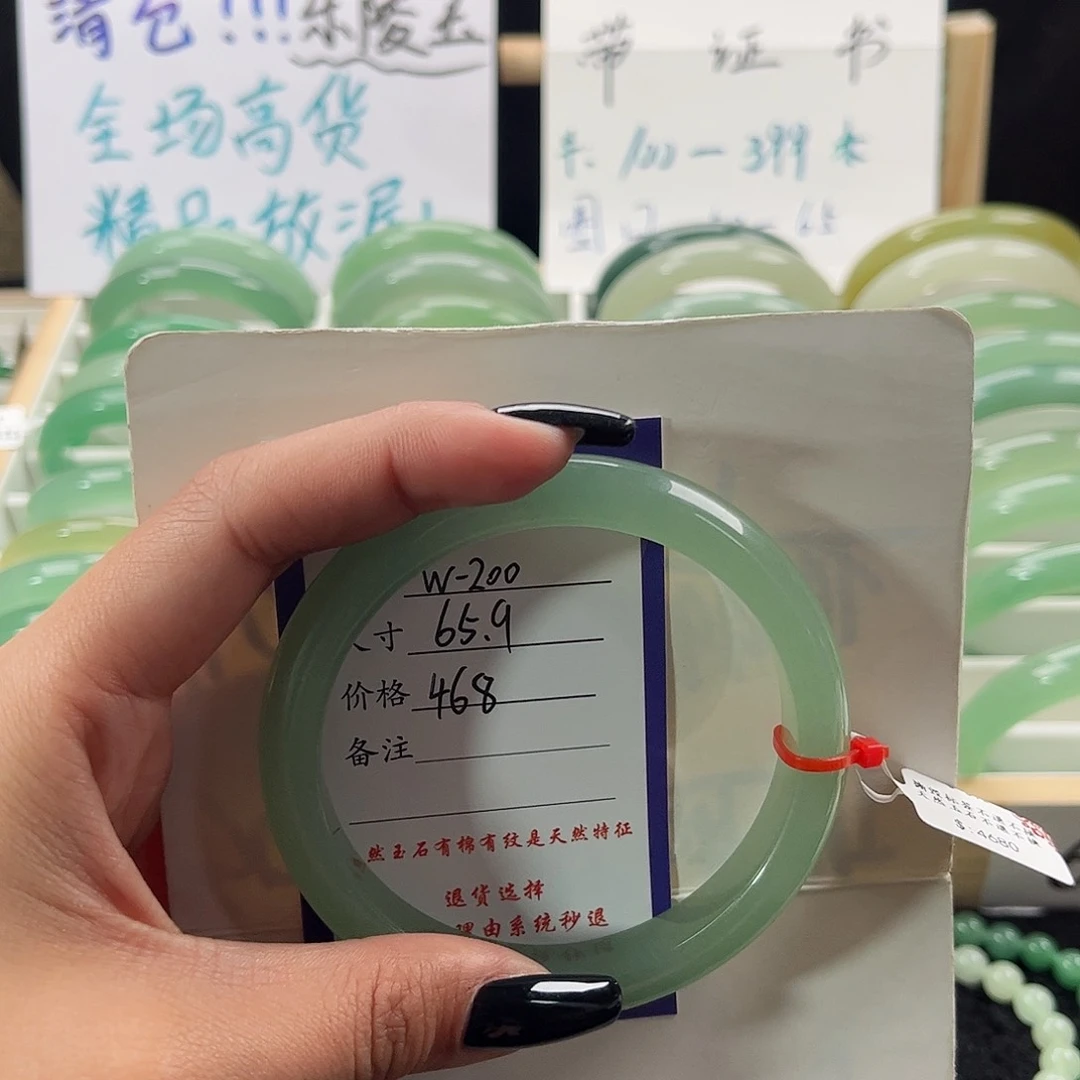 清仓!!!东陵玉
全场高货
精品放漏!
带 证 书
100-399
W-200
寸 65.9
价格 468
备注
然玉石有棉有纹是天然特征
退货选择
理由系统秒退
4680